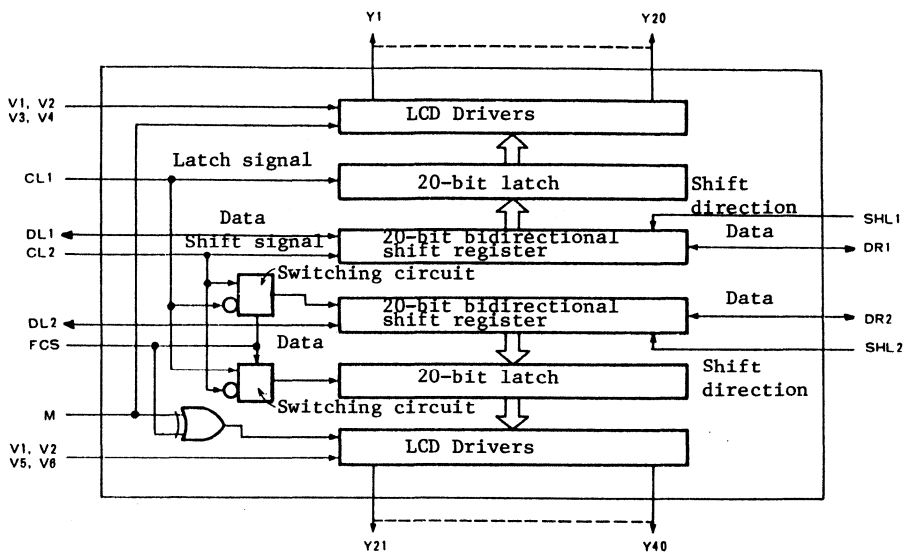 Y1
Y20
V1, V2
V3, V4
LCD Drivers
Latch signal
CL1
20-bit latch
Shift
direction
SHL1
Data
DL1
Data
DR1
Shift signal
CL2
20-bit bidirectional
shift register
Switching circuit
20-bit bidirectional
shift register
Data
DL2
DR2
FCS
Data
SHL2
20-bit latch
Shift
direction
Switching circuit
M
LCD Drivers
V1, V2
V5, V6
Y21
Y40